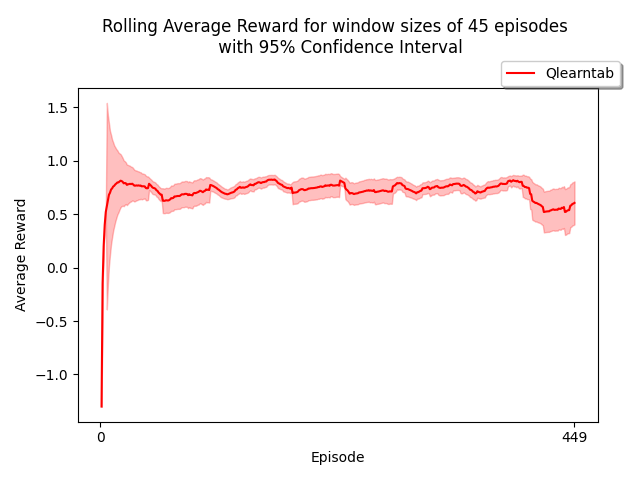 Rolling Average Reward for window sizes of 45 episodes
with 95% Confidence Interval
Qlearntab
1.5
1.0
0.5
0.0
−0.5
−1.0
Average Reward
0
449
Episode